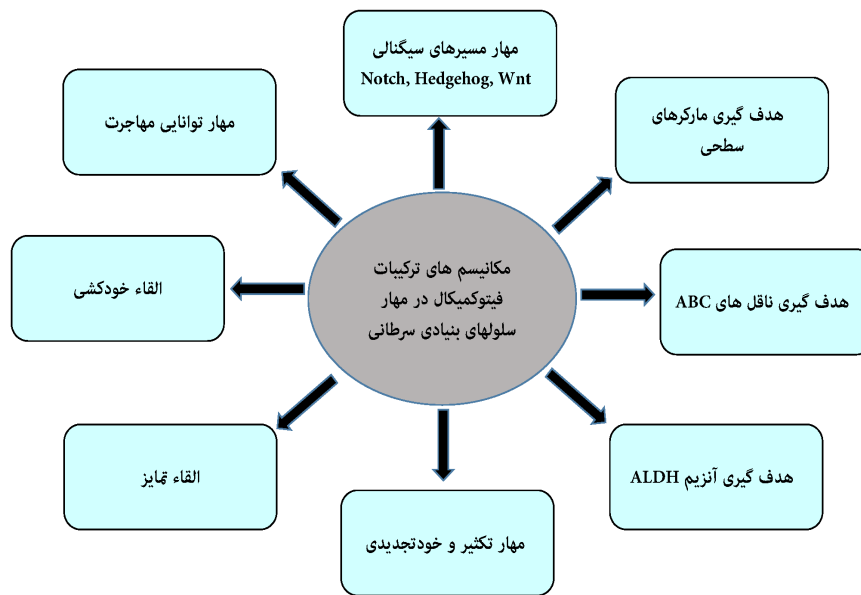 مهار مسیرهای سیگنالی
Notch, Hedgehog, Wnt
هدف گیری مارکرهای
سطحی
مهار توانایی مهاجرت
مکانیسم های ترکیبات
فیتوکمیکال در مهار
سلولهای بنیادی سرطانی
هدف گیری ناقل های ABC
القاء خودکشی
هدف گیری آنزیم ALDH
القاء تمایز
مهار تکثیر و خودتجدیدی